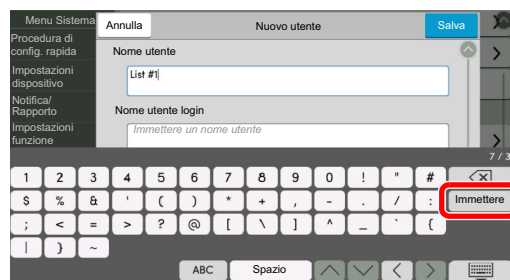 Menu Sistema
Annulla
Nuovo utente
Salva
Procedura di
config. rapida
Nome utente
Impostazioni
dispositivo
List #1
Notifica/
Rapporto
Nome utente login
Impostazioni
funzione
Immettere un nome utente
7 / 3
1 2 3 4 5 6 7 8 9 0 ! " #
$ % & ' ( ) * + , - . / : Immettere
; < = > ? @ [ \ ] ^ _ ` {
| } ~
ABC Spazio